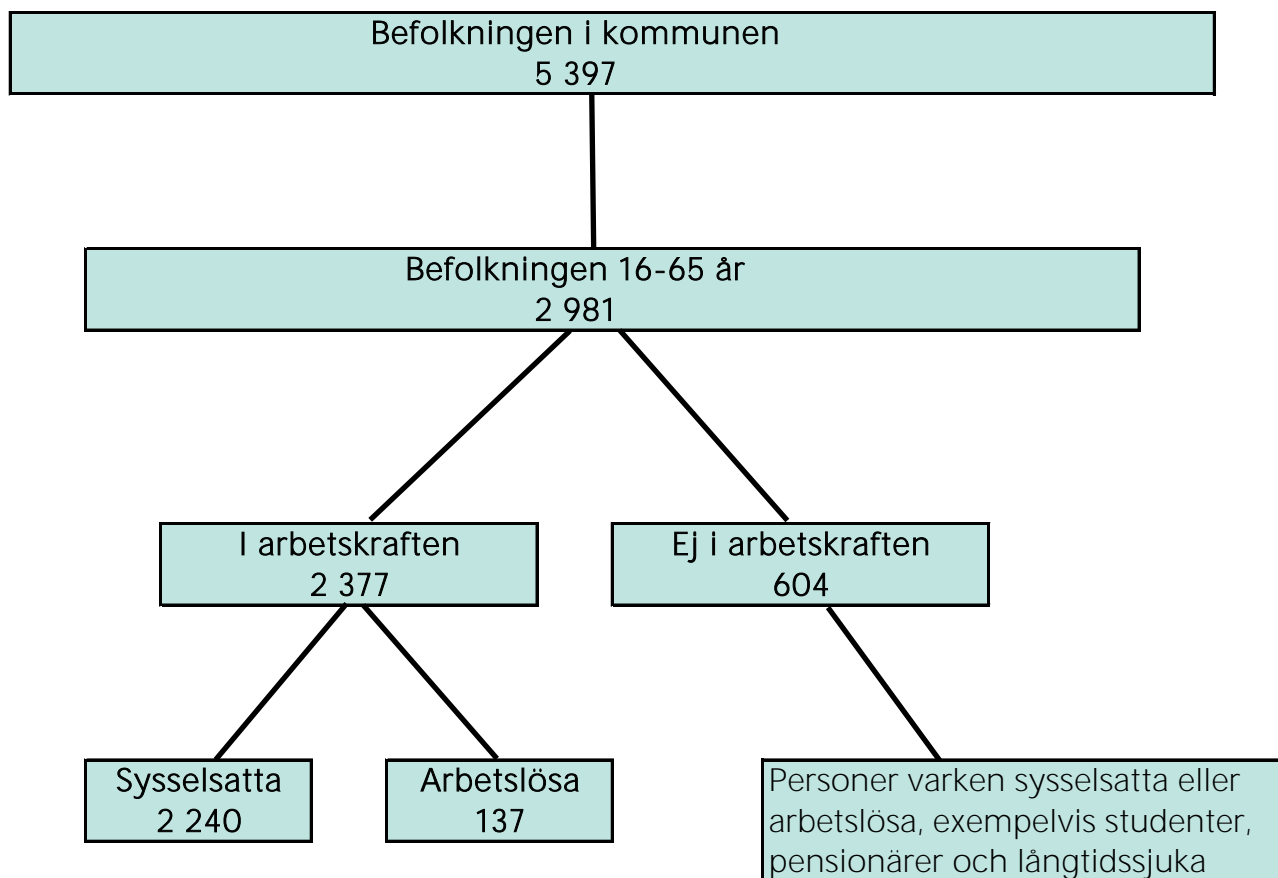 Befolkningen i kommunen
5 397
Befolkningen 16-65 år
2 981
I arbetskraften
2 377
Ej i arbetskraften
604
Sysselsatta
2 240
Arbetslösa
137
Personer varken sysselsatta eller
arbetslösa, exempelvis studenter,
pensionärer och långtidssjuka